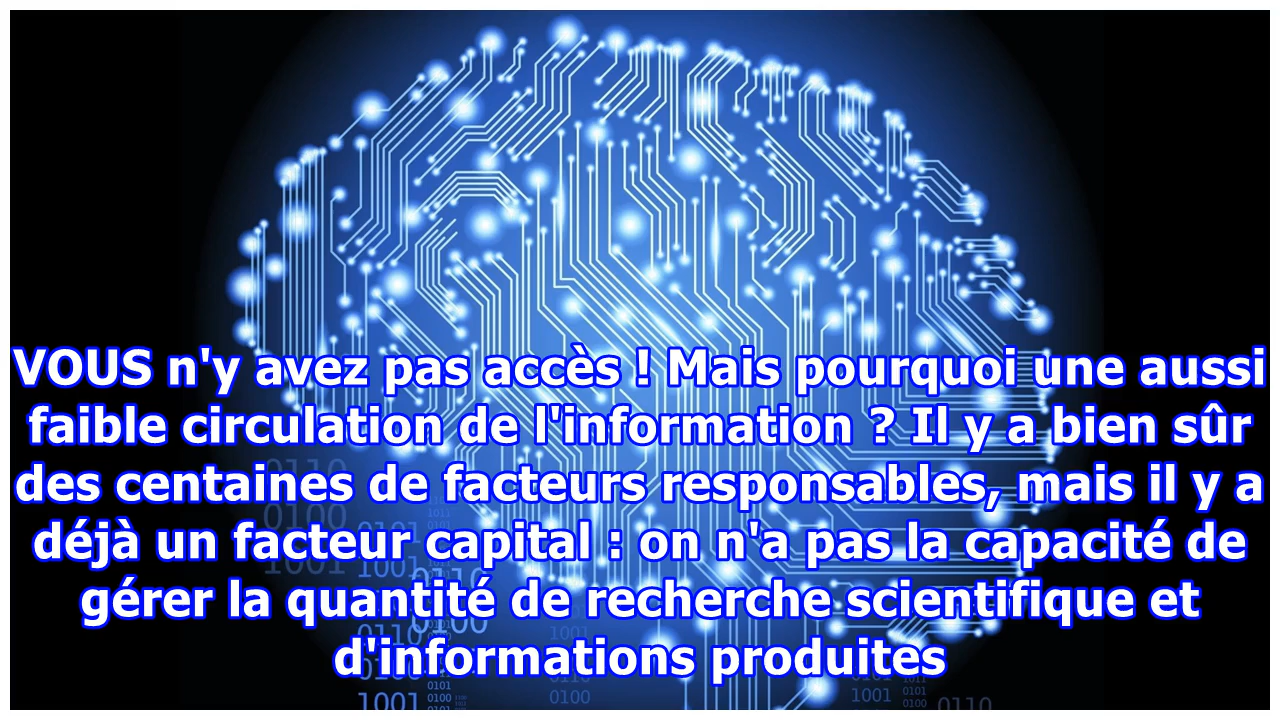 VOUS n'y avez pas accès ! Mais pourquoi une aussi
faible circulation de l'information ? Il y a bien sûr
des centaines de facteurs responsables, mais il y a
déjà un facteur capital : on n'a pas la capacité de
gérer la quantité de recherche scientifique et
d'informations produites